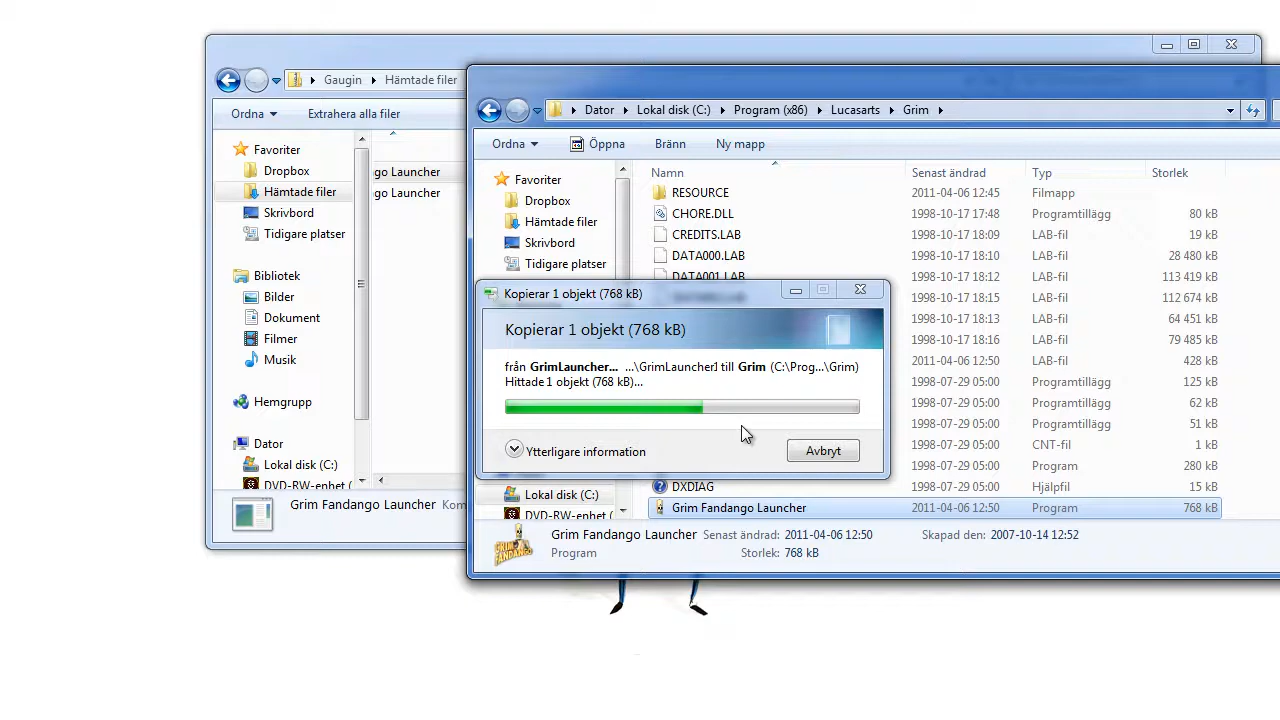 Gaugin
Hämtade filer
Ordna
Extrahera alla filer
Favoriter
Dropbox
Hämtade filer
Skrivbord
Tidigare platser
Bibliotek
Bilder
Dokument
Filmer
Musik
Hemgrupp
Dator
Lokal disk (C:)
DVD-RW-enhet (
go Launcher
go Launcher
Grim Fandango Launcher Kom
Dator
Lokal disk (C:)
Program (x86)
Lucasarts
Grim
Ordna
Öppna
Bränn
Ny mapp
Favoriter
Dropbox
Hämtade filer
Skrivbord
Tidigare platser
Lokal disk (C:)
DVD-RW-enhet (
Namn Senast ändrad Typ Storlek
RESOURCE 2011-04-06 12:45 Filmapp
CHORE.DLL 1998-10-17 17:48 Programtillägg 80 kB
CREDITS.LAB 1998-10-17 18:09 LAB-fil 19 kB
DATA000.LAB 1998-10-17 18:10 LAB-fil 28 480 kB
DATA001.LAB 1998-10-17 18:12 LAB-fil 113 419 kB
1998-10-17 18:15 LAB-fil 112 674 kB
1998-10-17 18:13 LAB-fil 64 451 kB
1998-10-17 18:16 LAB-fil 79 485 kB
2011-04-06 12:50 LAB-fil 428 kB
1998-07-29 05:00 Programtillägg 125 kB
1998-07-29 05:00 Programtillägg 62 kB
1998-07-29 05:00 Programtillägg 51 kB
1998-07-29 05:00 CNT-fil 1 kB
1998-07-29 05:00 Program 280 kB
DXDIAG 1998-07-29 05:00 Hjälpfil 15 kB
Grim Fandango Launcher 2011-04-06 12:50 Program 768 kB
Kopierar 1 objekt (768 kB)
Kopierar 1 objekt (768 kB)
från GrimLauncher... ...\GrimLauncher) till Grim (C:\Prog...\Grim)
Hittade 1 objekt (768 kB)...
Ytterligare information
Avbryt
GRIM FANDANGO
Grim Fandango Launcher Senast ändrad: 2011-04-06 12:50 Skapad den: 2007-10-14 12:52
Program Storlek: 768 kB